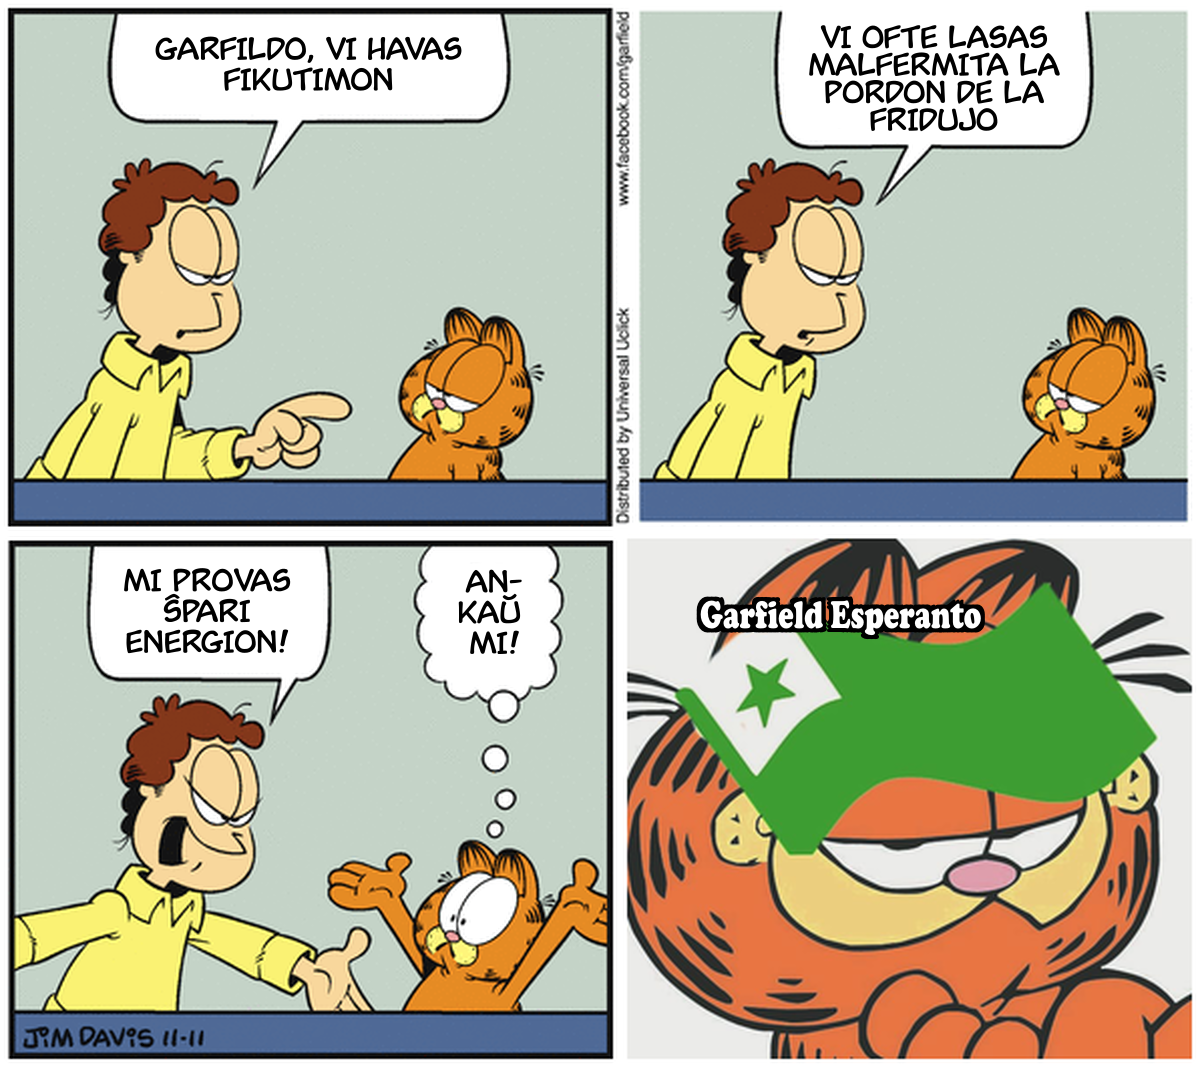 GARFILDO, VI HAVAS
FIKUTIMON
www.facebook.com/garfield
Distributed by Universal Uclick
VI OFTE LASAS
MALFERMITA LA
PORDON DE LA
FRIDUJO
MI PROVAS
ŜPARI
ENERGION!
AN-
KAŬ
MI!
JIM DAVIS 11-11
Garfield Esperanto